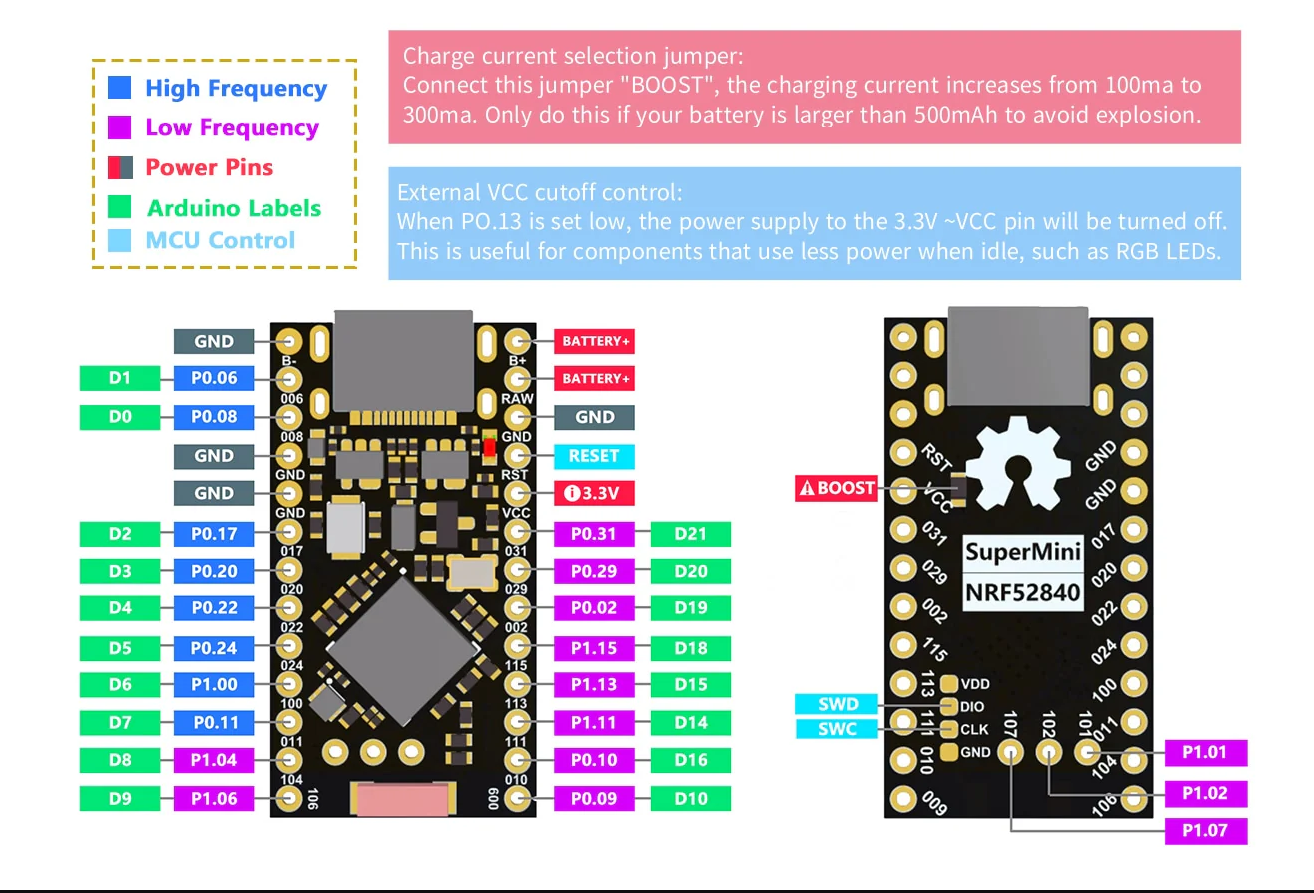 High Frequency
Low Frequency
Power Pins
Arduino Labels
MCU Control
Charge current selection jumper:
Connect this jumper "BOOST", the charging current increases from 100ma to
300ma. Only do this if your battery is larger than 500mAh to avoid explosion.
External VCC cutoff control:
When PO.13 is set low, the power supply to the 3.3V ~VCC pin will be turned off.
This is useful for components that use less power when idle, such as RGB LEDs.
GND
D1 P0.06
D0 P0.08
GND
GND
D2 P0.17
D3 P0.20
D4 P0.22
D5 P0.24
D6 P1.00
D7 P0.11
D8 P1.04
D9 P1.06
B-
006
008
GND
GND
017
020
022
024
100
011
104
106
B+
RAW
GND
RST
VCC
031
029
002
115
113
111
010
009
BATTERY+
BATTERY+
GND
RESET
3.3V
P0.31 D21
P0.29 D20
P0.02 D19
P1.15 D18
P1.13 D15
P1.11 D14
P0.10 D16
P0.09 D10
BOOST
SWD
SWC
RST
VCC
031
029
002
115
113
111
010
009
SuperMini
NRF52840
VDD
DIO
CLK
GND
107
102
101
GND
GND
017
020
022
024
100
011
104
106
P1.01
P1.02
P1.07